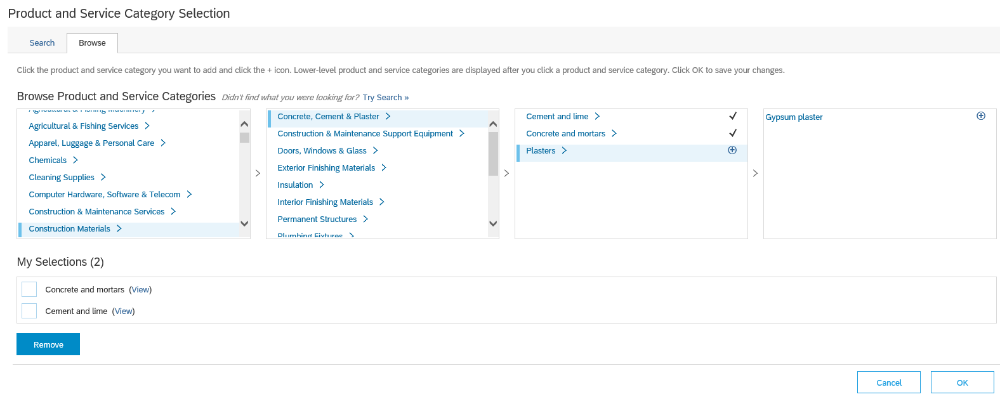 Product and Service Category Selection
Search
Browse
Click the product and service category you want to add and click the + icon. Lower-level product and service categories are displayed after you click a product and service category. Click OK to save your changes.
Browse Product and Service Categories Didn't find what you were looking for? Try Search »
Agricultural & Fishing Machinery >
Agricultural & Fishing Services >
Apparel, Luggage & Personal Care >
Chemicals >
Cleaning Supplies >
Computer Hardware, Software & Telecom >
Construction & Maintenance Services >
Construction Materials >
Concrete, Cement & Plaster >
Construction & Maintenance Support Equipment >
Doors, Windows & Glass >
Exterior Finishing Materials >
Insulation >
Interior Finishing Materials >
Permanent Structures >
Plumbing Fixtures >
Cement and lime >
Concrete and mortars >
Plasters >
Gypsum plaster
My Selections (2)
Concrete and mortars (View)
Cement and lime (View)
Remove
Cancel
OK